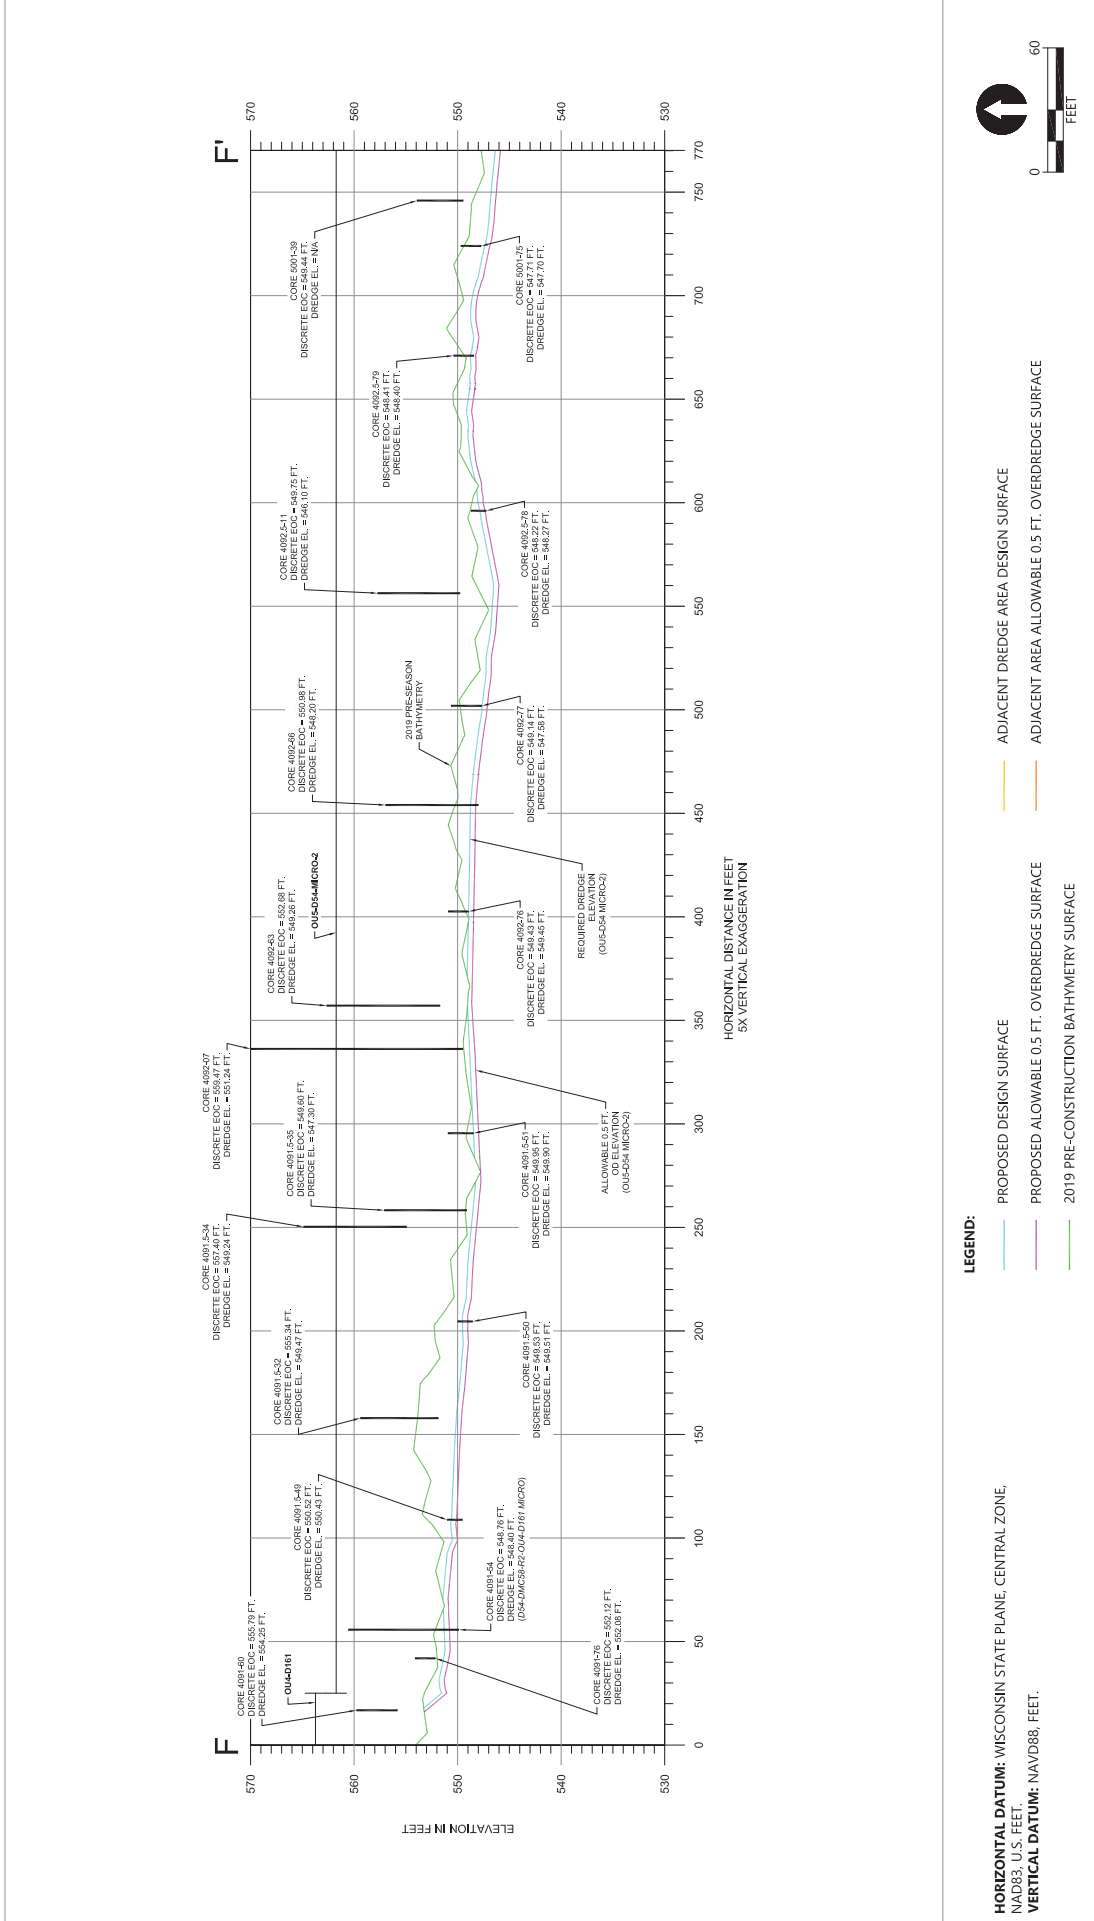 F
F'
570
560
550
540
530
570
560
550
540
530
ELEVATION IN FEET
0
50
100
150
200
250
300
350
400
450
500
550
600
650
700
750
770
HORIZONTAL DISTANCE IN FEET
5X VERTICAL EXAGGERATION
CORE 4091-60
DISCRETE EOC = 555.79 FT.
DREDGE EL. = 554.25 FT.
OU4-D161
CORE 4091.5-49
DISCRETE EOC = 550.52 FT.
DREDGE EL. = 550.43 FT.
CORE 4091.5-32
DISCRETE EOC = 555.34 FT.
DREDGE EL. = 549.47 FT.
CORE 4091.5-34
DISCRETE EOC = 557.40 FT.
DREDGE EL. = 549.24 FT.
CORE 4091.5-35
DISCRETE EOC = 549.60 FT.
DREDGE EL. = 547.30 FT.
CORE 4092-07
DISCRETE EOC = 559.47 FT.
DREDGE EL. = 551.24 FT.
CORE 4092-63
DISCRETE EOC = 552.68 FT.
DREDGE EL. = 549.26 FT.
OU5-D54-MICRO-2
CORE 4092-66
DISCRETE EOC = 550.98 FT.
DREDGE EL. = 548.20 FT.
2019 PRE-SEASON
BATHYMETRY
CORE 4092.5-11
DISCRETE EOC = 549.75 FT.
DREDGE EL. = 546.10 FT.
CORE 4092.5-79
DISCRETE EOC = 548.41 FT.
DREDGE EL. = 548.40 FT.
CORE 5001-39
DISCRETE EOC = 549.44 FT.
DREDGE EL. = N/A
CORE 4091-76
DISCRETE EOC = 552.12 FT.
DREDGE EL. = 552.08 FT.
CORE 4091-54
DISCRETE EOC = 548.76 FT.
DREDGE EL. = 548.40 FT.
(D54-DMC58-R2-OU4-D161 MICRO)
CORE 4091.5-50
DISCRETE EOC = 549.53 FT.
DREDGE EL. = 549.51 FT.
CORE 4091.5-51
DISCRETE EOC = 549.95 FT.
DREDGE EL. = 549.90 FT.
ALLOWABLE 0.5 FT.
OD ELEVATION
(OU5-D54 MICRO-2)
CORE 4092-76
DISCRETE EOC = 549.43 FT.
DREDGE EL. = 549.45 FT.
REQUIRED DREDGE
ELEVATION
(OU5-D54 MICRO-2)
CORE 4092-77
DISCRETE EOC = 549.14 FT.
DREDGE EL. = 547.58 FT.
CORE 4092.5-78
DISCRETE EOC = 548.22 FT.
DREDGE EL. = 548.27 FT.
CORE 5001-75
DISCRETE EOC = 547.71 FT.
DREDGE EL. = 547.70 FT.
HORIZONTAL DATUM: WISCONSIN STATE PLANE, CENTRAL ZONE,
NAD83, U.S. FEET.
VERTICAL DATUM: NAVD88, FEET.
LEGEND:
PROPOSED DESIGN SURFACE
PROPOSED ALOWABLE 0.5 FT. OVERDREDGE SURFACE
2019 PRE-CONSTRUCTION BATHYMETRY SURFACE
ADJACENT DREDGE AREA DESIGN SURFACE
ADJACENT AREA ALLOWABLE 0.5 FT. OVERDREDGE SURFACE
0
60
FEET